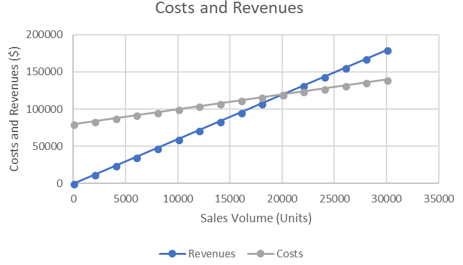 Costs and Revenues
Costs and Revenues ($)
200000
150000
100000
50000
0
0 5000 10000 15000 20000 25000 30000 35000
Sales Volume (Units)
Revenues Costs